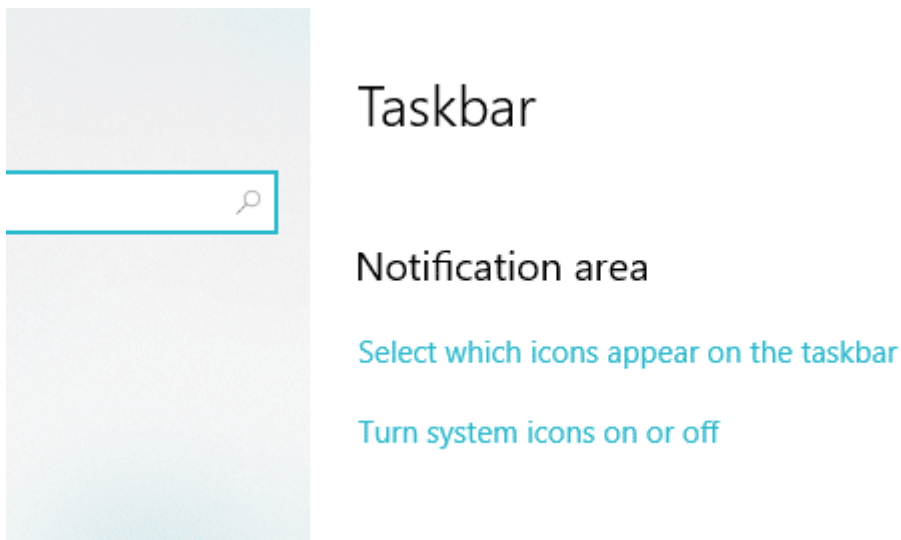 Taskbar
Notification area
Select which icons appear on the taskbar
Turn system icons on or off